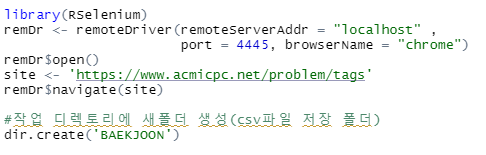 library(RSelenium)
remDr <- remoteDriver(remoteServerAddr = "localhost" ,
port = 4445, browserName = "chrome")
remDr$open()
site <- 'https://www.acmicpc.net/problem/tags'
remDr$navigate(site)
#작업 디렉토리에 새폴더 생성(csv파일 저장 폴더)
dir.create('BAEKJOON')